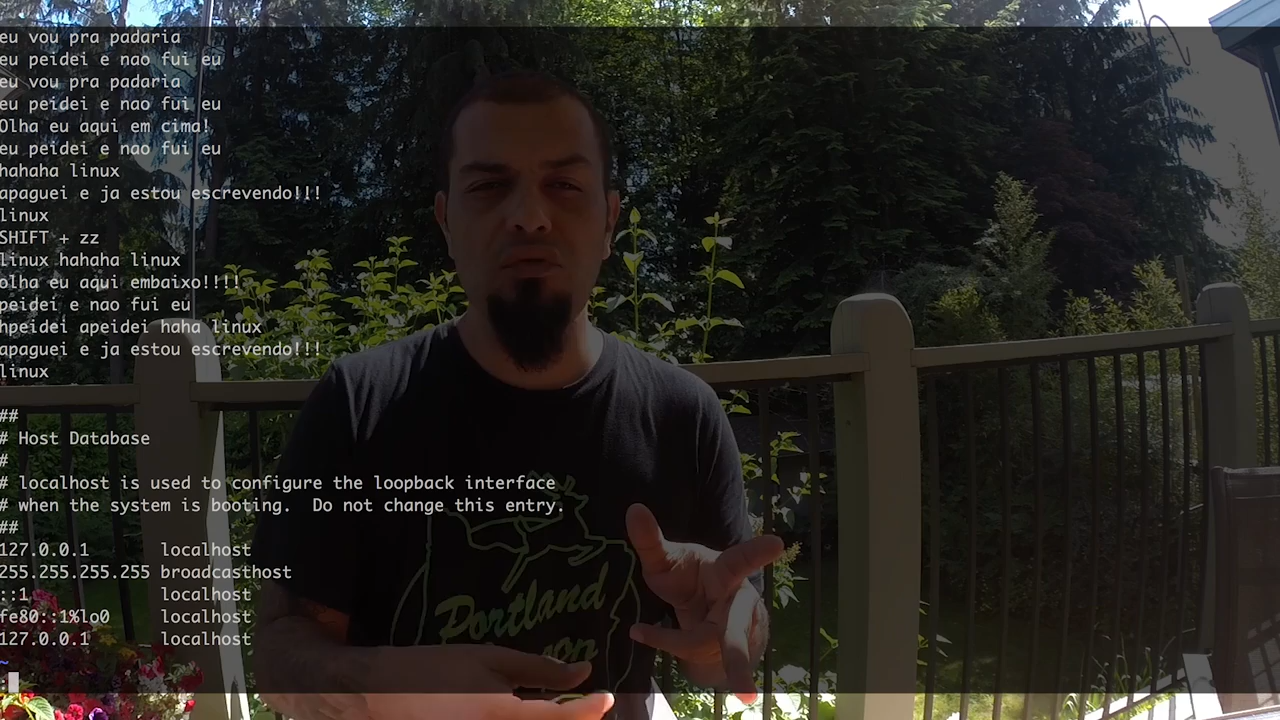 eu vou pra padaria
eu peidei e nao fui eu
eu vou pra padaria
eu peidei e nao fui eu
Olha eu aqui em cima!
eu peidei e nao fui eu
hahaha linux
apaguei e ja estou escrevendo!!!
linux
SHIFT + zz
linux hahaha linux
olha eu aqui embaixo!!!!
peidei e nao fui eu
hpeidei apeidei haha linux
apaguei e ja estou escrevendo!!!
linux
##
# Host Database
#
# localhost is used to configure the loopback interface
# when the system is booting.  Do not change this entry.
##
127.0.0.1 localhost
255.255.255.255 broadcasthost
::1 localhost
fe80::1%lo0 localhost
127.0.0.1 localhost
~
:
Portland